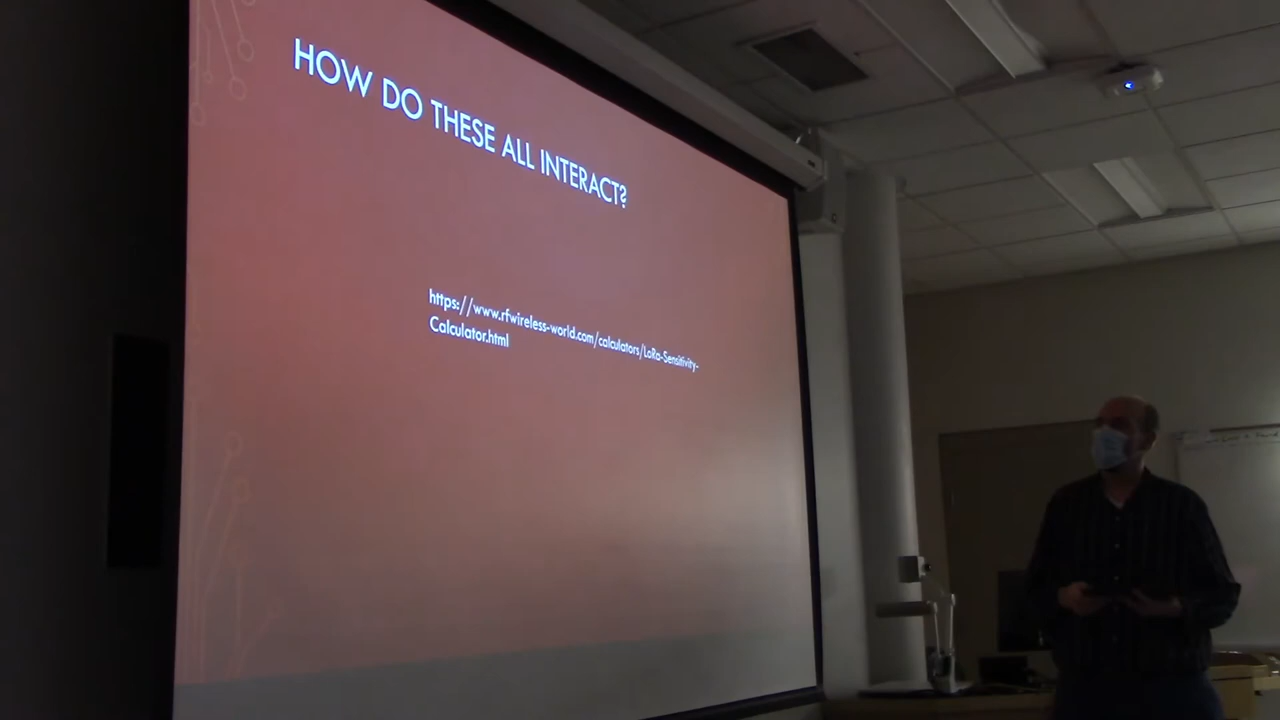 HOW DO THESE ALL INTERACT?
https://www.rfwireless-world.com/calculators/LoRa-Sensitivity-
Calculator.html